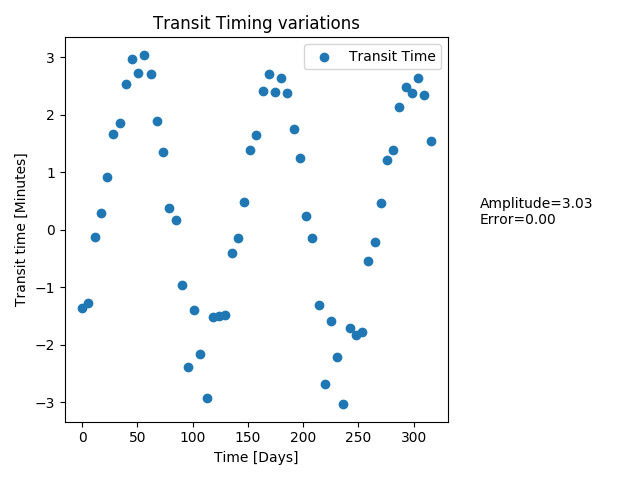 Transit Timing variations
Transit Time
3
2
1
0
−1
−2
−3
Transit time [Minutes]
0 50 100 150 200 250 300
Time [Days]
Amplitude=3.03
Error=0.00